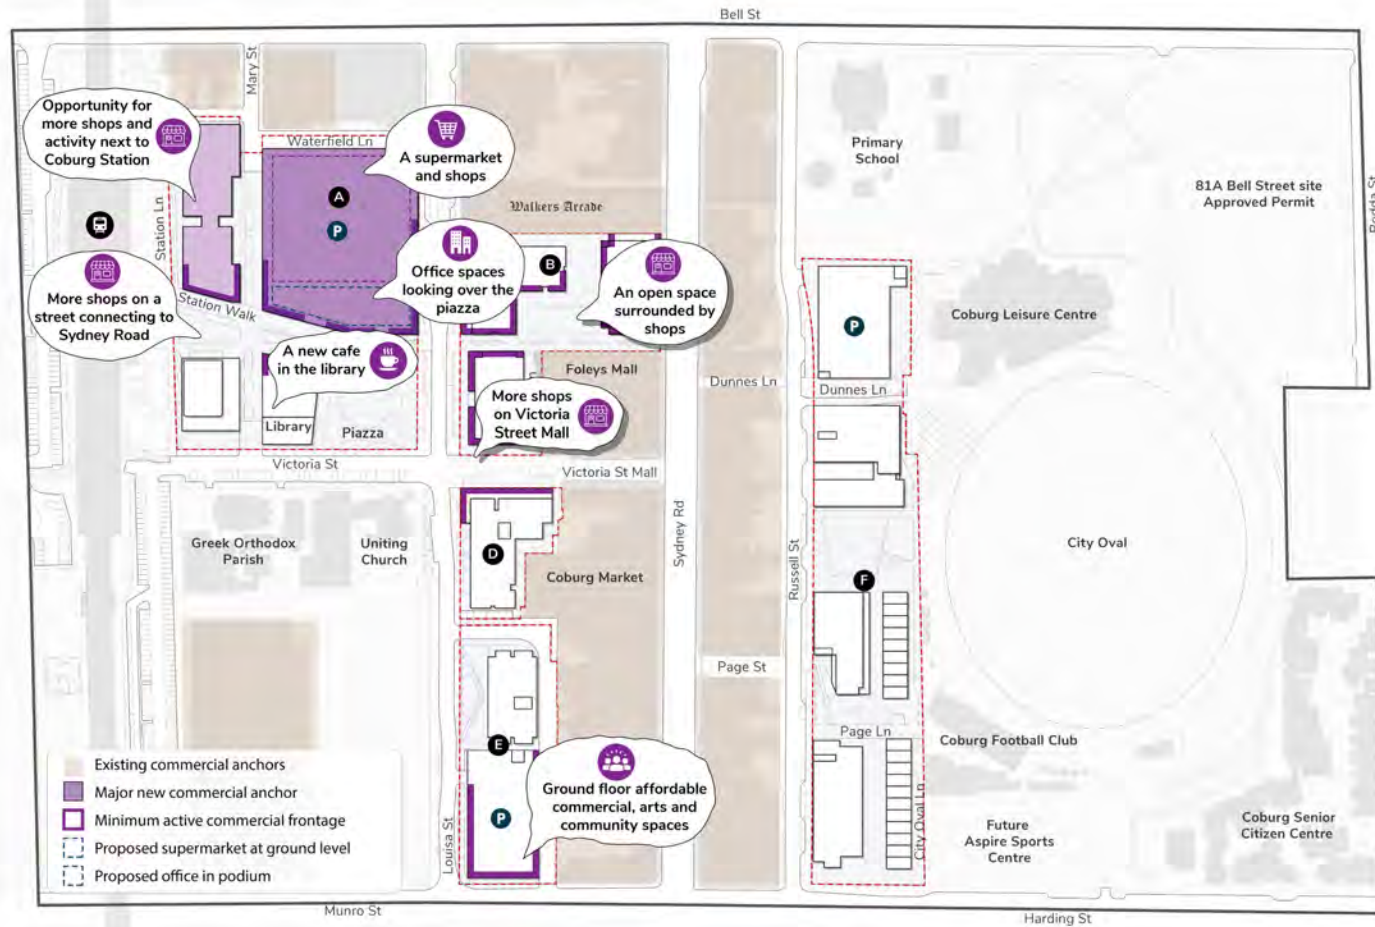 Bell St
Mary St
Opportunity for
more shops and
activity next to
Coburg Station
Waterfield Ln
A supermarket
and shops
Primary
School
81A Bell Street site
Approved Permit
Rodda St
A
P
Walkers Arcade
Station Ln
Office spaces
looking over the
piazza
B
An open space
surrounded by
shops
More shops on a
street connecting to
Sydney Road
Station Walk
P
Coburg Leisure Centre
A new cafe
in the library
Foleys Mall
Dunnes Ln
Dunnes Ln
More shops
on Victoria
Street Mall
Library
Piazza
Victoria St
Victoria St Mall
Sydney Rd
Russell St
Greek Orthodox
Parish
Uniting
Church
D
Coburg Market
City Oval
F
Page St
Page Ln
Coburg Football Club
E
Ground floor affordable
commercial, arts and
community spaces
P
Louisa St
City Oval Ln
Future
Aspire Sports
Centre
Coburg Senior
Citizen Centre
Existing commercial anchors
Major new commercial anchor
Minimum active commercial frontage
Proposed supermarket at ground level
Proposed office in podium
Munro St
Harding St